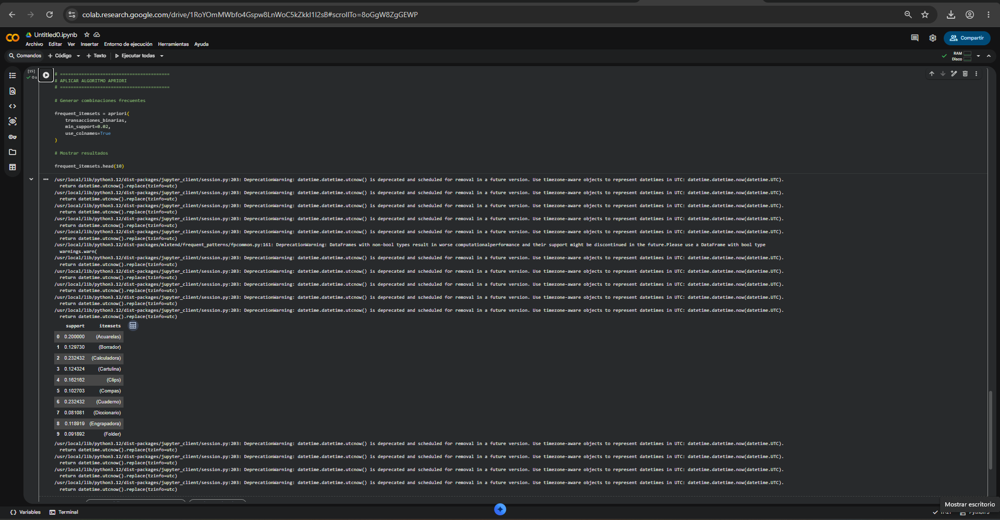 colab.research.google.com/drive/1RoYOmMWbfo4Gspw8LnWoC5kZkkI1I2sB#scrollTo=8oGgW8ZgGEWP
Untitled0.ipynb
Archivo Editar Ver Insertar Entorno de ejecución Herramientas Ayuda
Compartir
Comandos + Código + Texto Ejecutar todas
RAM
Disco
[15]
0 s
# =========================================
# APLICAR ALGORITMO APRIORI
# =========================================
# Generar combinaciones frecuentes
frequent_itemsets = apriori(
transacciones_binarias,
min_support=0.02,
use_colnames=True
)
# Mostrar resultados
frequent_itemsets.head(10)
/usr/local/lib/python3.12/dist-packages/jupyter_client/session.py:203: DeprecationWarning: datetime.datetime.utcnow() is deprecated and scheduled for removal in a future version. Use timezone-aware objects to represent datetimes in UTC: datetime.datetime.now(datetime.UTC).
return datetime.utcnow().replace(tzinfo=utc)
/usr/local/lib/python3.12/dist-packages/jupyter_client/session.py:203: DeprecationWarning: datetime.datetime.utcnow() is deprecated and scheduled for removal in a future version. Use timezone-aware objects to represent datetimes in UTC: datetime.datetime.now(datetime.UTC).
return datetime.utcnow().replace(tzinfo=utc)
/usr/local/lib/python3.12/dist-packages/jupyter_client/session.py:203: DeprecationWarning: datetime.datetime.utcnow() is deprecated and scheduled for removal in a future version. Use timezone-aware objects to represent datetimes in UTC: datetime.datetime.now(datetime.UTC).
return datetime.utcnow().replace(tzinfo=utc)
/usr/local/lib/python3.12/dist-packages/jupyter_client/session.py:203: DeprecationWarning: datetime.datetime.utcnow() is deprecated and scheduled for removal in a future version. Use timezone-aware objects to represent datetimes in UTC: datetime.datetime.now(datetime.UTC).
return datetime.utcnow().replace(tzinfo=utc)
/usr/local/lib/python3.12/dist-packages/jupyter_client/session.py:203: DeprecationWarning: datetime.datetime.utcnow() is deprecated and scheduled for removal in a future version. Use timezone-aware objects to represent datetimes in UTC: datetime.datetime.now(datetime.UTC).
return datetime.utcnow().replace(tzinfo=utc)
/usr/local/lib/python3.12/dist-packages/mlxtend/frequent_patterns/fpcommon.py:161: DeprecationWarning: DataFrames with non-bool types result in worse computationalperformance and their support might be discontinued in the future.Please use a DataFrame with bool type
warnings.warn(
/usr/local/lib/python3.12/dist-packages/jupyter_client/session.py:203: DeprecationWarning: datetime.datetime.utcnow() is deprecated and scheduled for removal in a future version. Use timezone-aware objects to represent datetimes in UTC: datetime.datetime.now(datetime.UTC).
return datetime.utcnow().replace(tzinfo=utc)
/usr/local/lib/python3.12/dist-packages/jupyter_client/session.py:203: DeprecationWarning: datetime.datetime.utcnow() is deprecated and scheduled for removal in a future version. Use timezone-aware objects to represent datetimes in UTC: datetime.datetime.now(datetime.UTC).
return datetime.utcnow().replace(tzinfo=utc)
/usr/local/lib/python3.12/dist-packages/jupyter_client/session.py:203: DeprecationWarning: datetime.datetime.utcnow() is deprecated and scheduled for removal in a future version. Use timezone-aware objects to represent datetimes in UTC: datetime.datetime.now(datetime.UTC).
return datetime.utcnow().replace(tzinfo=utc)
/usr/local/lib/python3.12/dist-packages/jupyter_client/session.py:203: DeprecationWarning: datetime.datetime.utcnow() is deprecated and scheduled for removal in a future version. Use timezone-aware objects to represent datetimes in UTC: datetime.datetime.now(datetime.UTC).
return datetime.utcnow().replace(tzinfo=utc)
/usr/local/lib/python3.12/dist-packages/jupyter_client/session.py:203: DeprecationWarning: datetime.datetime.utcnow() is deprecated and scheduled for removal in a future version. Use timezone-aware objects to represent datetimes in UTC: datetime.datetime.now(datetime.UTC).
return datetime.utcnow().replace(tzinfo=utc)
support itemsets
0 0.200000 (Acuarelas)
1 0.129730 (Borrador)
2 0.232432 (Calculadora)
3 0.124324 (Cartulina)
4 0.162162 (Clips)
5 0.102703 (Compas)
6 0.232432 (Cuaderno)
7 0.081081 (Diccionario)
8 0.118919 (Engrapadora)
9 0.091892 (Folder)
/usr/local/lib/python3.12/dist-packages/jupyter_client/session.py:203: DeprecationWarning: datetime.datetime.utcnow() is deprecated and scheduled for removal in a future version. Use timezone-aware objects to represent datetimes in UTC: datetime.datetime.now(datetime.UTC).
return datetime.utcnow().replace(tzinfo=utc)
/usr/local/lib/python3.12/dist-packages/jupyter_client/session.py:203: DeprecationWarning: datetime.datetime.utcnow() is deprecated and scheduled for removal in a future version. Use timezone-aware objects to represent datetimes in UTC: datetime.datetime.now(datetime.UTC).
return datetime.utcnow().replace(tzinfo=utc)
/usr/local/lib/python3.12/dist-packages/jupyter_client/session.py:203: DeprecationWarning: datetime.datetime.utcnow() is deprecated and scheduled for removal in a future version. Use timezone-aware objects to represent datetimes in UTC: datetime.datetime.now(datetime.UTC).
return datetime.utcnow().replace(tzinfo=utc)
/usr/local/lib/python3.12/dist-packages/jupyter_client/session.py:203: DeprecationWarning: datetime.datetime.utcnow() is deprecated and scheduled for removal in a future version. Use timezone-aware objects to represent datetimes in UTC: datetime.datetime.now(datetime.UTC).
return datetime.utcnow().replace(tzinfo=utc)
Mostrar escritorio
Variables Terminal